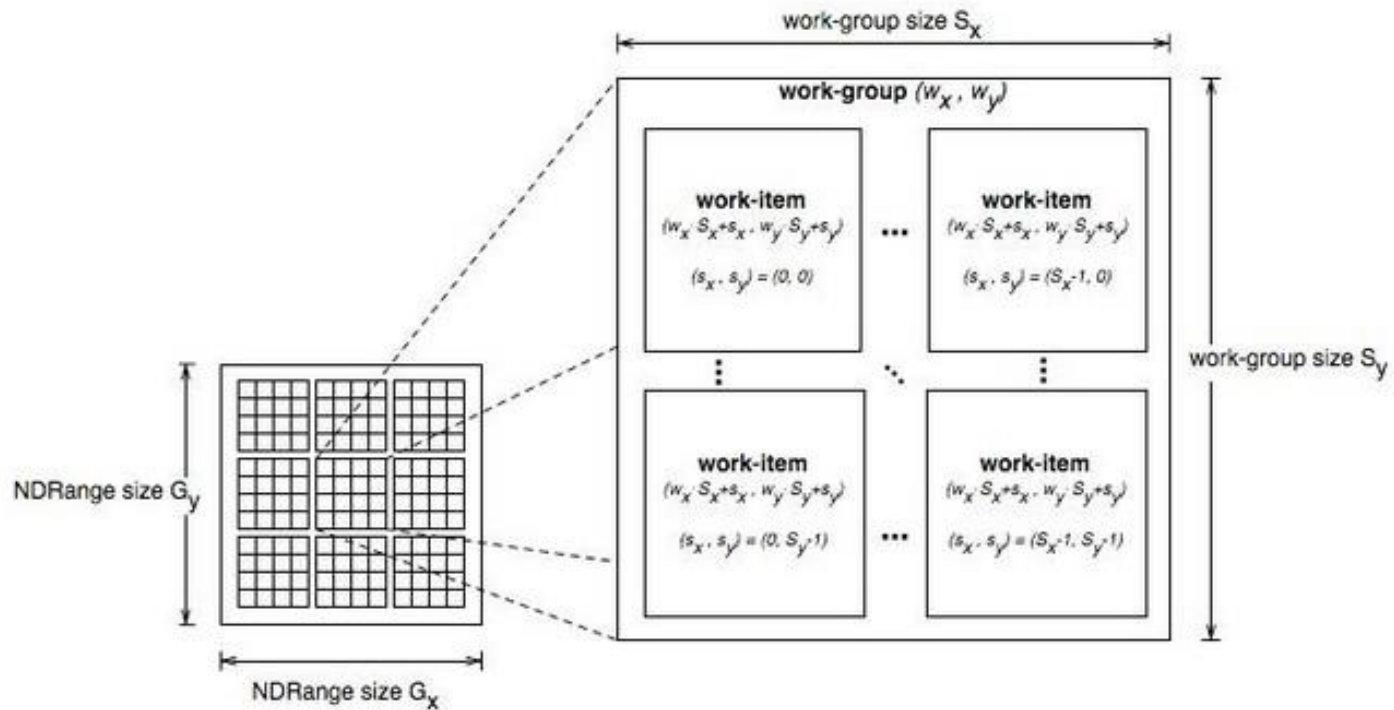 work-group size Sx
work-group (wx , wy)
work-item
(wx· Sx+sx , wy· Sy+sy)
(sx , sy) = (0, 0)
...
work-item
(wx· Sx+sx , wy· Sy+sy)
(sx , sy) = (Sx-1, 0)
work-group size Sy
work-item
(wx· Sx+sx , wy· Sy+sy)
(sx , sy) = (0, Sy-1)
...
work-item
(wx· Sx+sx , wy· Sy+sy)
(sx , sy) = (Sx-1, Sy-1)
NDRange size Gy
NDRange size Gx